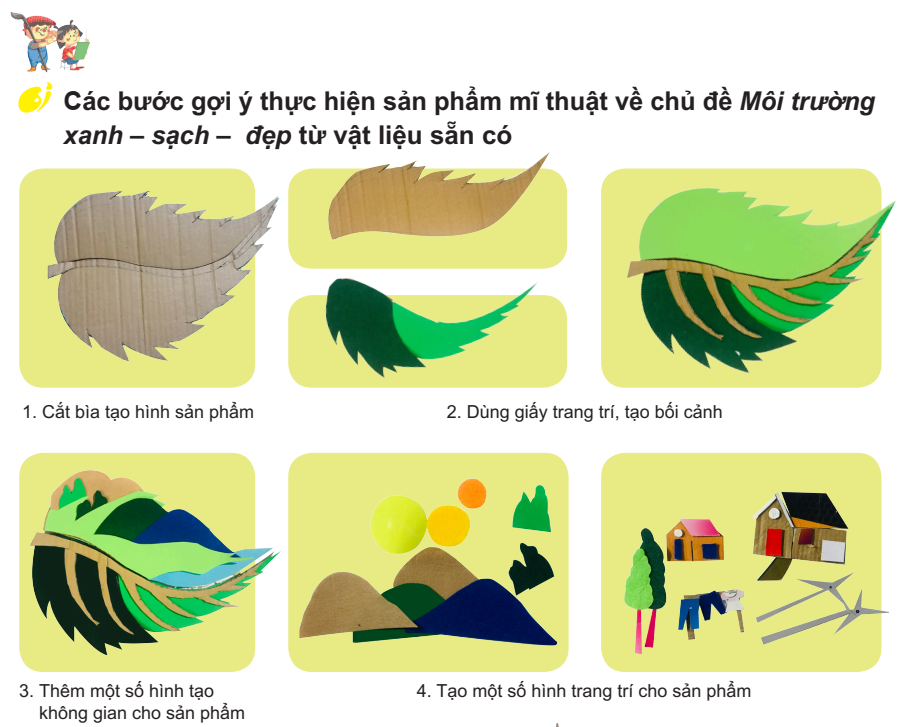 Các bước gợi ý thực hiện sản phẩm mĩ thuật về chủ đề Môi trường
xanh – sạch – đẹp từ vật liệu sẵn có
1. Cắt bìa tạo hình sản phẩm
2. Dùng giấy trang trí, tạo bối cảnh
3. Thêm một số hình tạo
không gian cho sản phẩm
4. Tạo một số hình trang trí cho sản phẩm